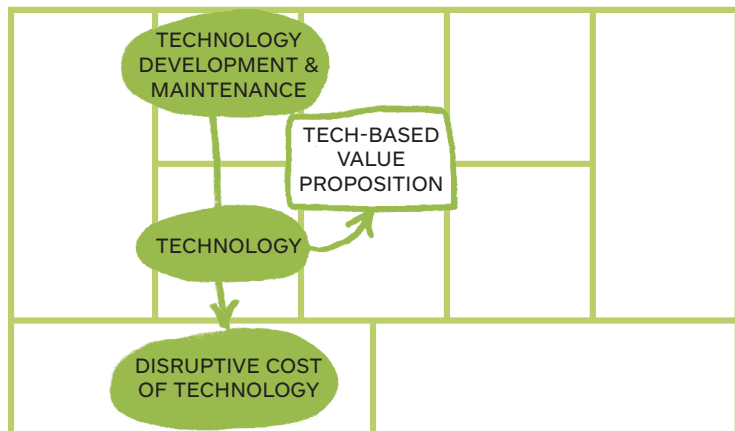 TECHNOLOGY
DEVELOPMENT &
MAINTENANCE
TECH-BASED
VALUE
PROPOSITION
TECHNOLOGY
DISRUPTIVE COST
OF TECHNOLOGY